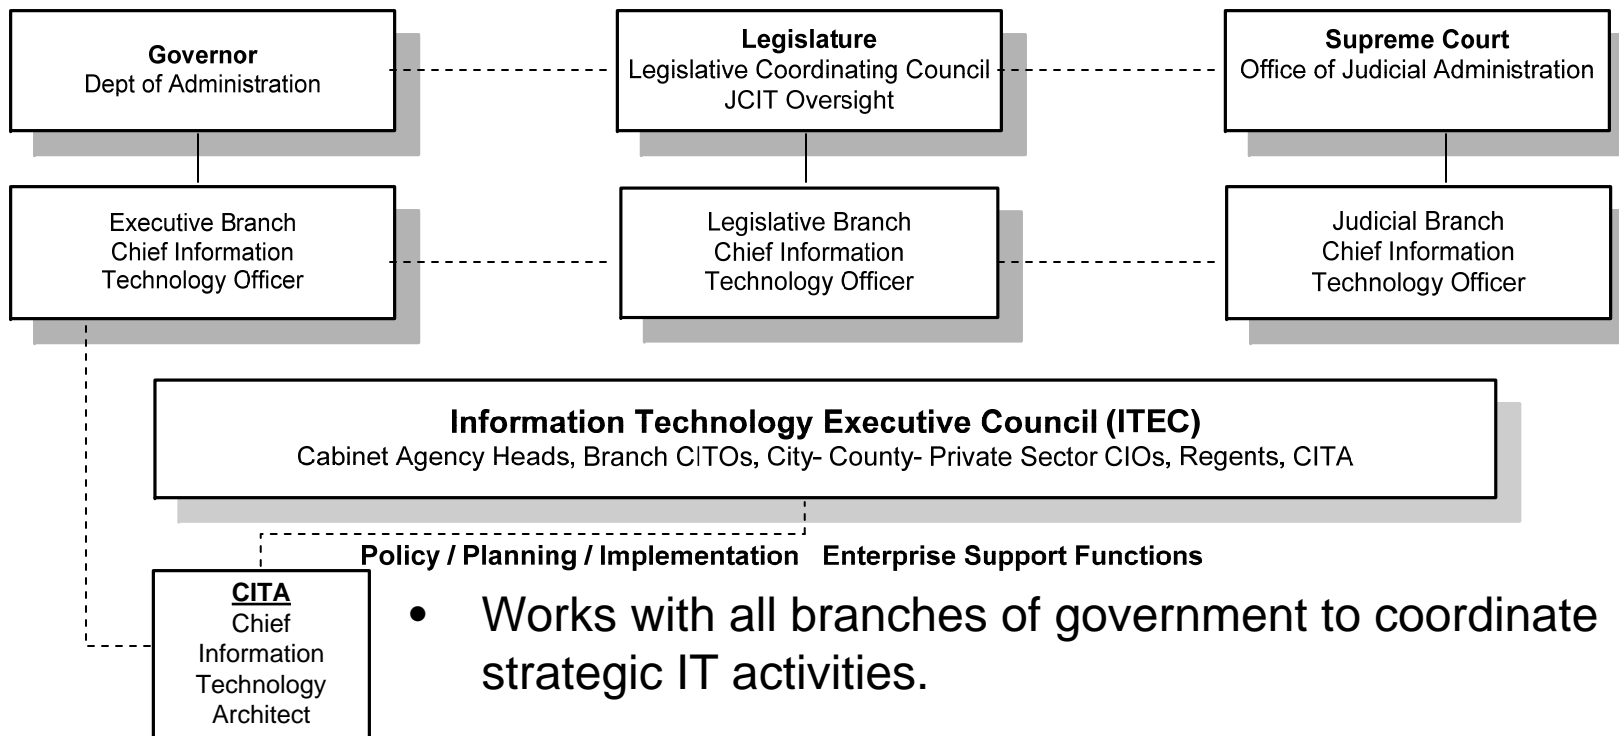 Governor
Dept of Administration
Legislature
Legislative Coordinating Council
JCIT Oversight
Supreme Court
Office of Judicial Administration
Executive Branch
Chief Information
Technology Officer
Legislative Branch
Chief Information
Technology Officer
Judicial Branch
Chief Information
Technology Officer
Information Technology Executive Council (ITEC)
Cabinet Agency Heads, Branch CITOs, City- County- Private Sector CIOs, Regents, CITA
Policy / Planning / Implementation Enterprise Support Functions
CITA
Chief
Information
Technology
Architect
• Works with all branches of government to coordinate
strategic IT activities.